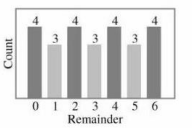 4 4 4 4
3 3 3
Count
0 1 2 3 4 5 6
Remainder